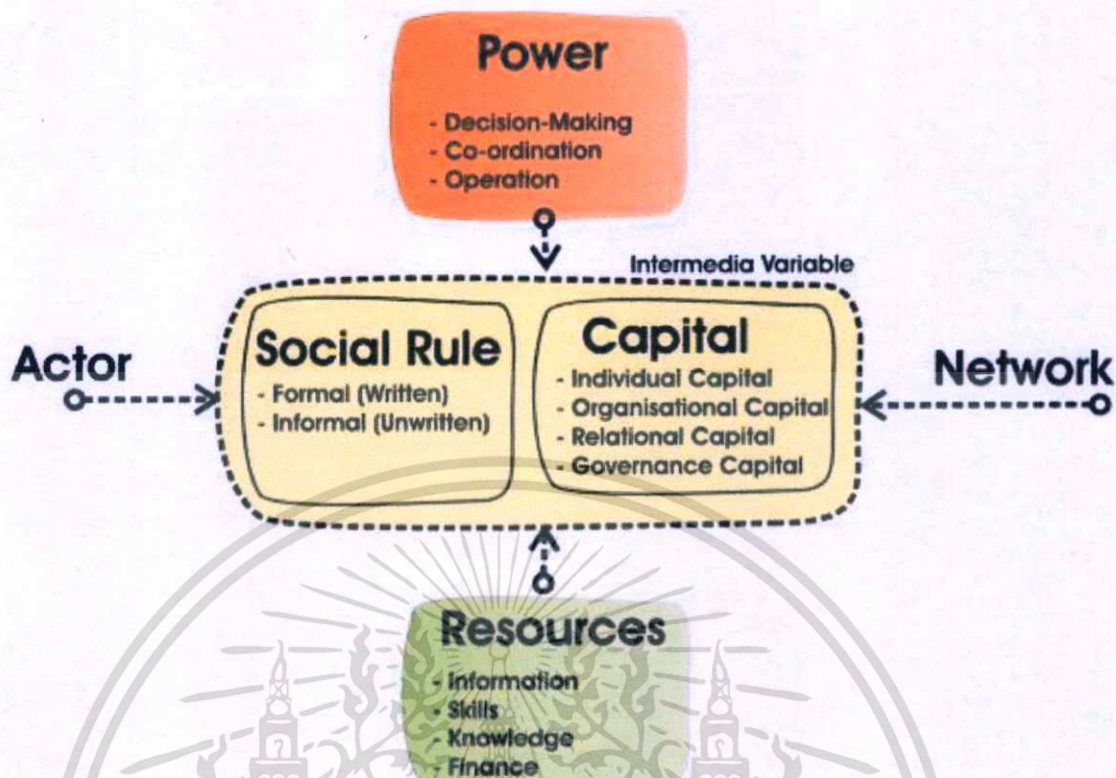 Power
- Decision-Making
- Co-ordination
- Operation
Intermedia Variable
Actor
Social Rule
- Formal (Written)
- Informal (Unwritten)
Capital
- Individual Capital
- Organisational Capital
- Relational Capital
- Governance Capital
Network
Resources
- Information
- Skills
- Knowledge
- Finance